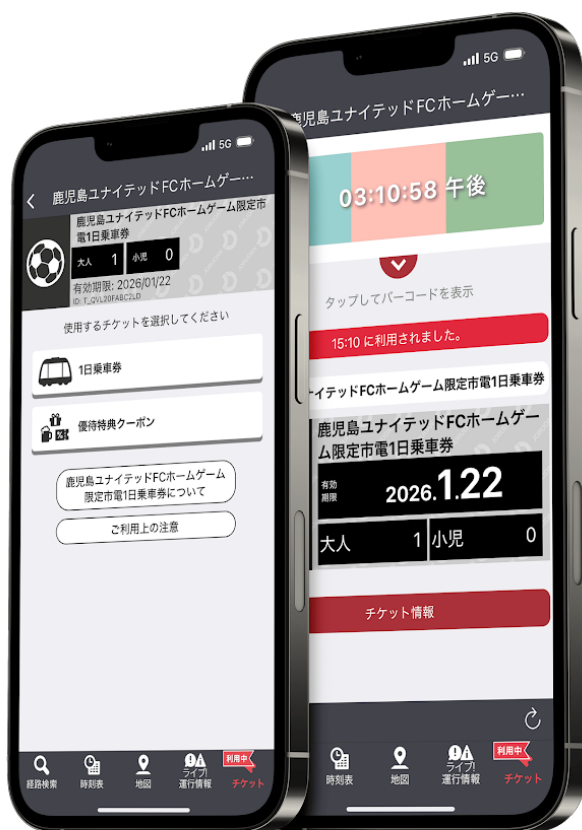 5G
鹿児島ユナイテッドFCホームゲー…
鹿児島ユナイテッドFCホームゲーム限定市
電1日乗車券
大人 1 小児 0
有効期限: 2026/01/22
ID: T_QVL20FABC2LD
使用するチケットを選択してください
1日乗車券
優待特典クーポン
鹿児島ユナイテッドFCホームゲーム
限定市電1日乗車券について
ご利用上の注意
経路検索
時刻表
地図
ライブ!
運行情報
利用中
チケット
5G
鹿児島ユナイテッドFCホームゲー…
03:10:58 午後
タップしてバーコードを表示
15:10 に利用されました。
イテッドFCホームゲーム限定市電1日乗車券
鹿児島ユナイテッドFCホームゲー
ム限定市電1日乗車券
有効
期限
2026.1.22
大人 1 小児 0
チケット情報
時刻表
地図
ライブ!
運行情報
利用中
チケット